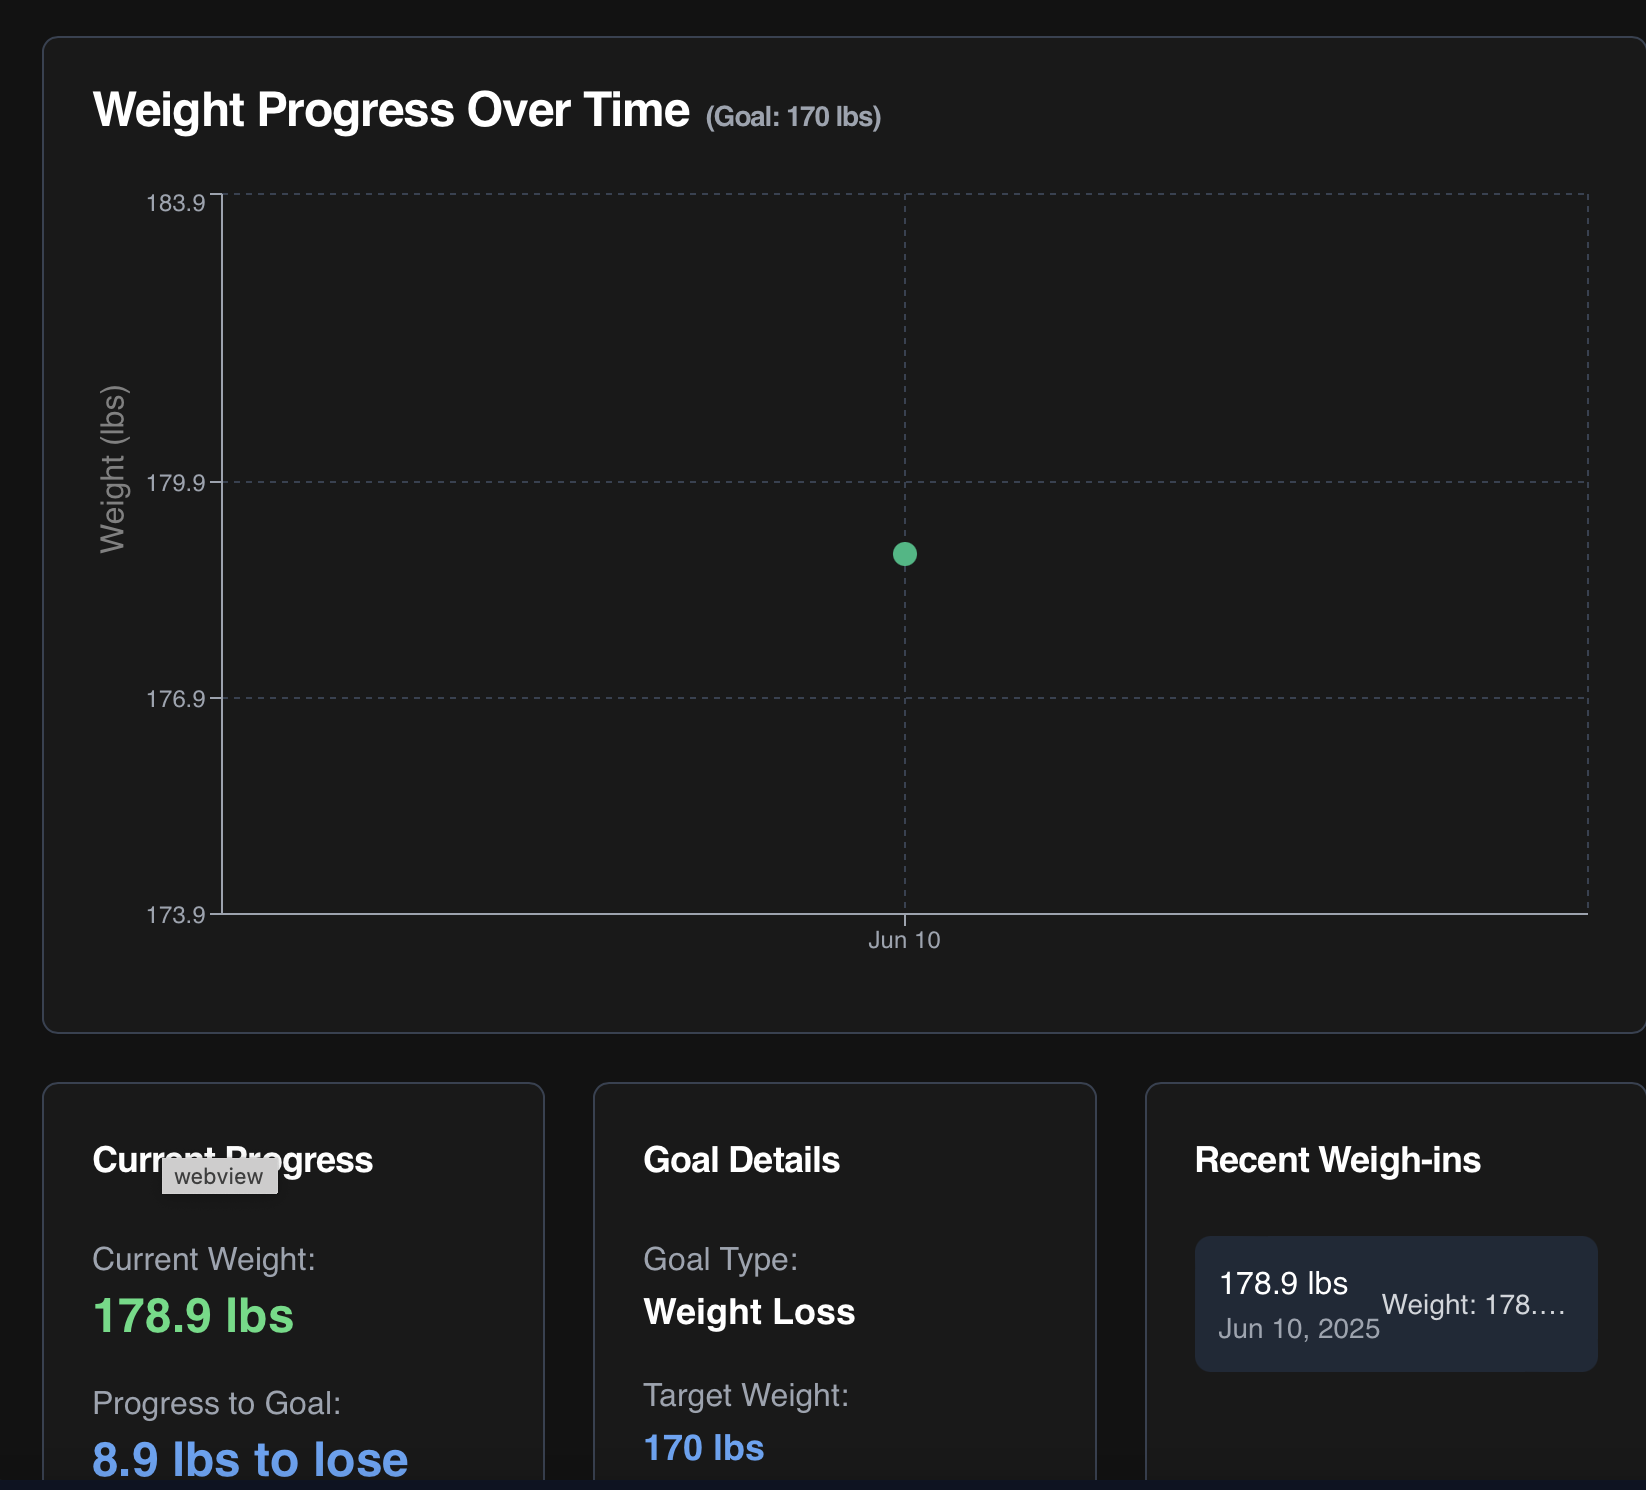 Weight Progress Over Time (Goal: 170 lbs)
183.9
179.9
176.9
173.9
Weight (lbs)
Jun 10
Current Progress
webview
Current Weight:
178.9 lbs
Progress to Goal:
8.9 lbs to lose
Goal Details
Goal Type:
Weight Loss
Target Weight:
170 lbs
Recent Weigh-ins
178.9 lbs
Jun 10, 2025
Weight: 178....